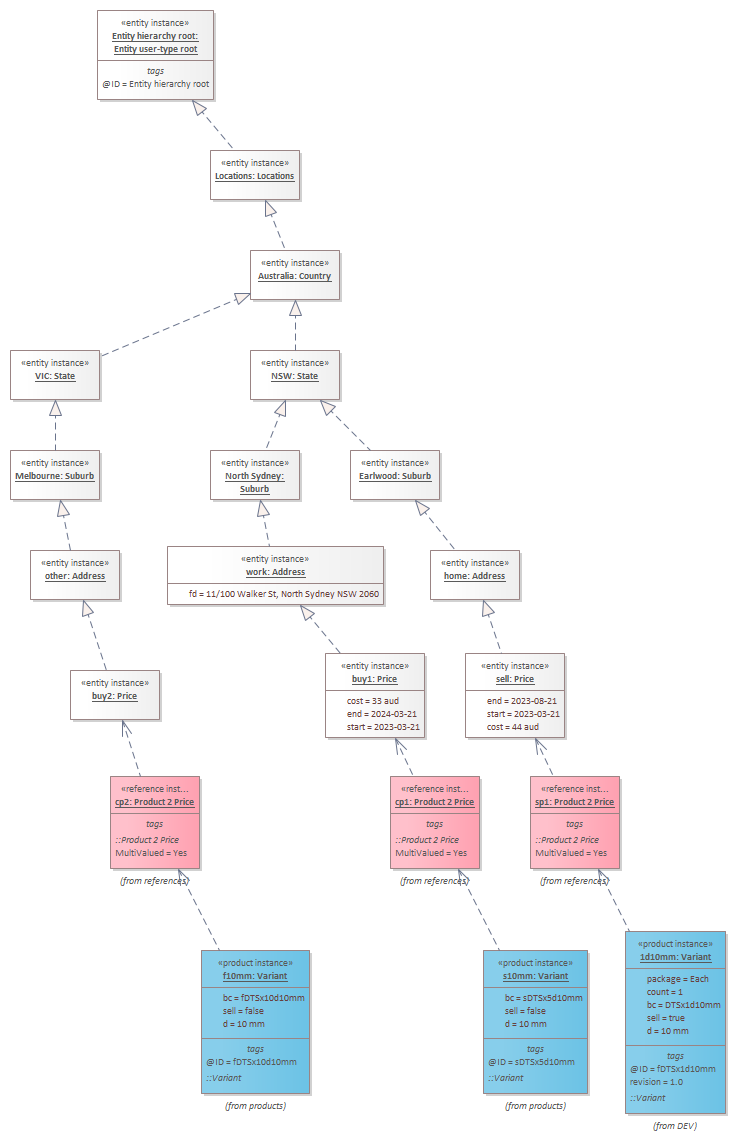 «entity instance»
Entity hierarchy root:
Entity user-type root
tags
@ID = Entity hierarchy root
«entity instance»
Locations: Locations
«entity instance»
Australia: Country
«entity instance»
VIC: State
«entity instance»
NSW: State
«entity instance»
Melbourne: Suburb
«entity instance»
North Sydney:
Suburb
«entity instance»
Earlwood: Suburb
«entity instance»
other: Address
«entity instance»
work: Address
fd = 11/100 Walker St, North Sydney NSW 2060
«entity instance»
home: Address
«entity instance»
buy2: Price
«entity instance»
buy1: Price
cost = 33 aud
end = 2024-03-21
start = 2023-03-21
«entity instance»
sell: Price
end = 2023-08-21
start = 2023-03-21
cost = 44 aud
«reference inst...
cp2: Product 2 Price
tags
::Product 2 Price
MultiValued = Yes
(from references)
«reference inst...
cp1: Product 2 Price
tags
::Product 2 Price
MultiValued = Yes
(from references)
«reference inst...
sp1: Product 2 Price
tags
::Product 2 Price
MultiValued = Yes
(from references)
«product instance»
f10mm: Variant
bc = fDTSx10d10mm
sell = false
d = 10 mm
tags
@ID = fDTSx10d10mm
::Variant
(from products)
«product instance»
s10mm: Variant
bc = sDTSx5d10mm
sell = false
d = 10 mm
tags
@ID = sDTSx5d10mm
::Variant
(from products)
«product instance»
1d10mm: Variant
package = Each
count = 1
bc = DTSx1d10mm
sell = true
d = 10 mm
tags
@ID = fDTSx1d10mm
revision = 1.0
::Variant
(from DEV)